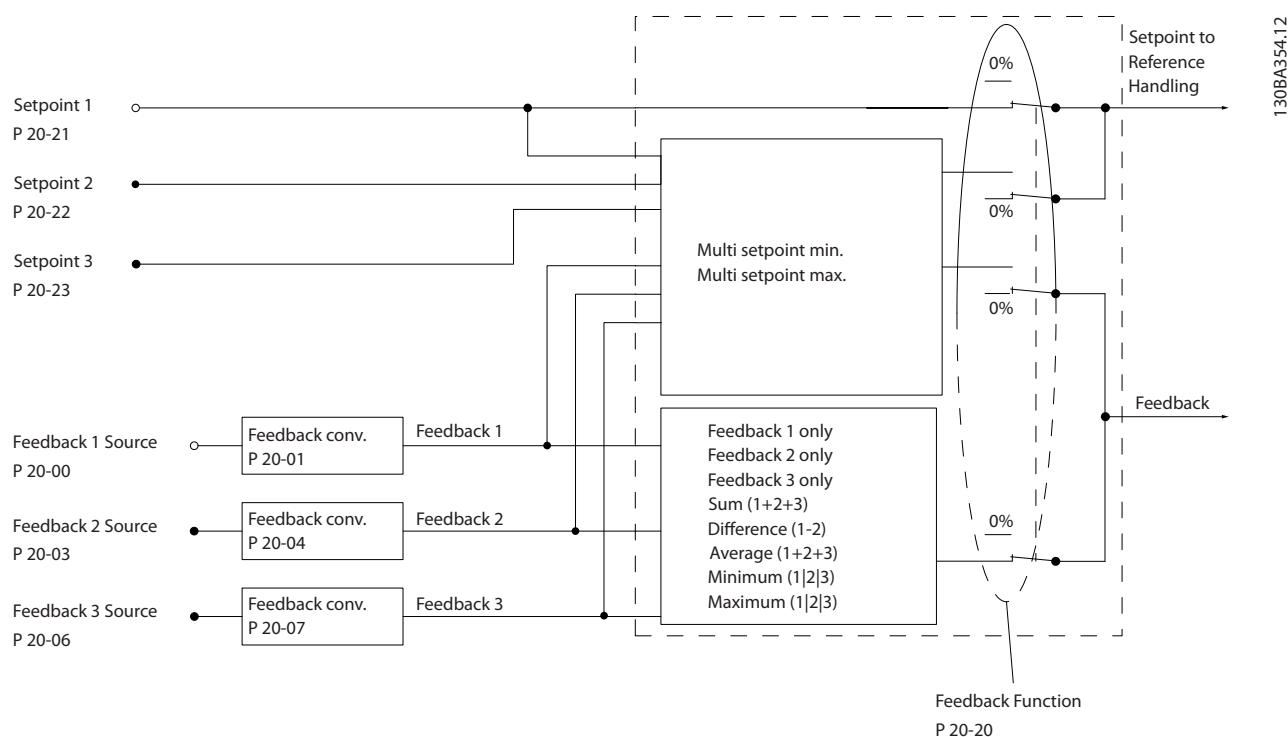 130BA354.12
Setpoint to
Reference
Handling
0%
Setpoint 1
P 20-21
Setpoint 2
P 20-22
0%
Setpoint 3
P 20-23
Multi setpoint min.
Multi setpoint max.
0%
Feedback
Feedback 1 Source
P 20-00
Feedback conv.
P 20-01
Feedback 1
Feedback 2 Source
P 20-03
Feedback conv.
P 20-04
Feedback 2
Feedback 3 Source
P 20-06
Feedback conv.
P 20-07
Feedback 3
Feedback 1 only
Feedback 2 only
Feedback 3 only
Sum (1+2+3)
Difference (1-2)
Average (1+2+3)
Minimum (1|2|3)
Maximum (1|2|3)
0%
Feedback Function
P 20-20